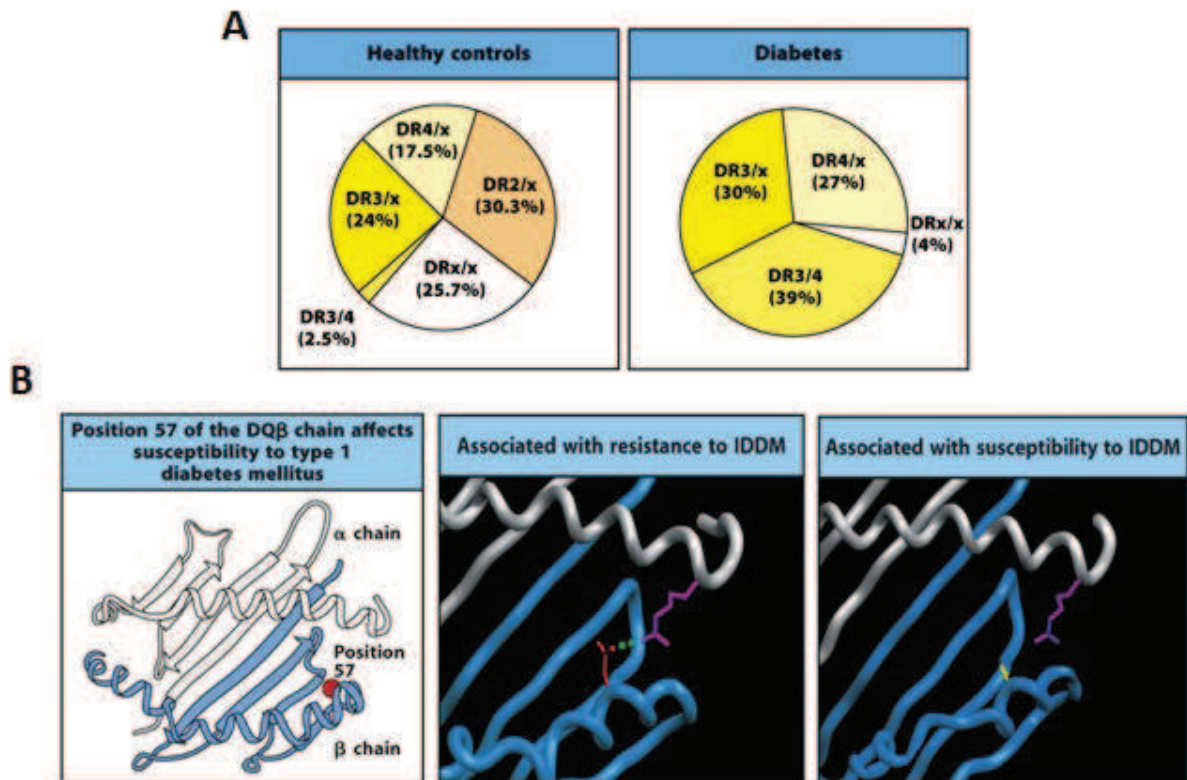 A
Healthy controls
DR4/x
(17.5%)
DR2/x
(30.3%)
DR3/x
(24%)
DRx/x
(25.7%)
DR3/4
(2.5%)
Diabetes
DR3/x
(30%)
DR4/x
(27%)
DRx/x
(4%)
DR3/4
(39%)
B
Position 57 of the DQβ chain affects
susceptibility to type 1
diabetes mellitus
α chain
Position
57
β chain
Associated with resistance to IDDM
Associated with susceptibility to IDDM